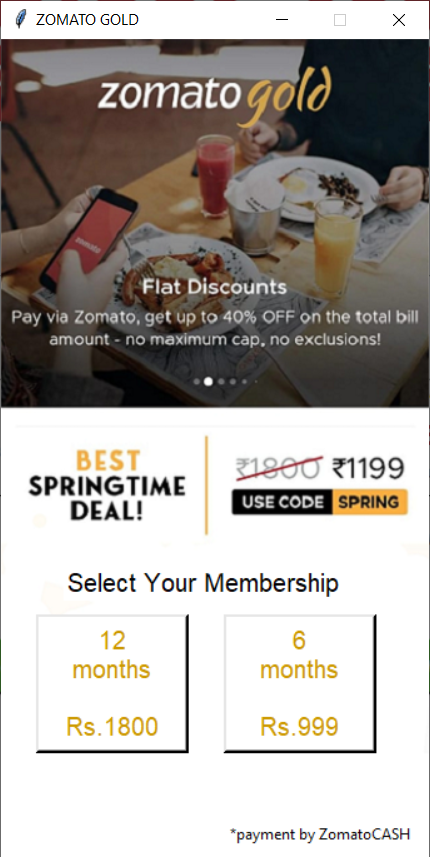 ZOMATO GOLD
zomato gold
zomato
Flat Discounts
Pay via Zomato, get up to 40% OFF on the total bill
amount - no maximum cap, no exclusions!
BEST
SPRINGTIME
DEAL!
₹1800 ₹1199
USE CODE SPRING
Select Your Membership
12
months
Rs.1800
6
months
Rs.999
*payment by ZomatoCASH